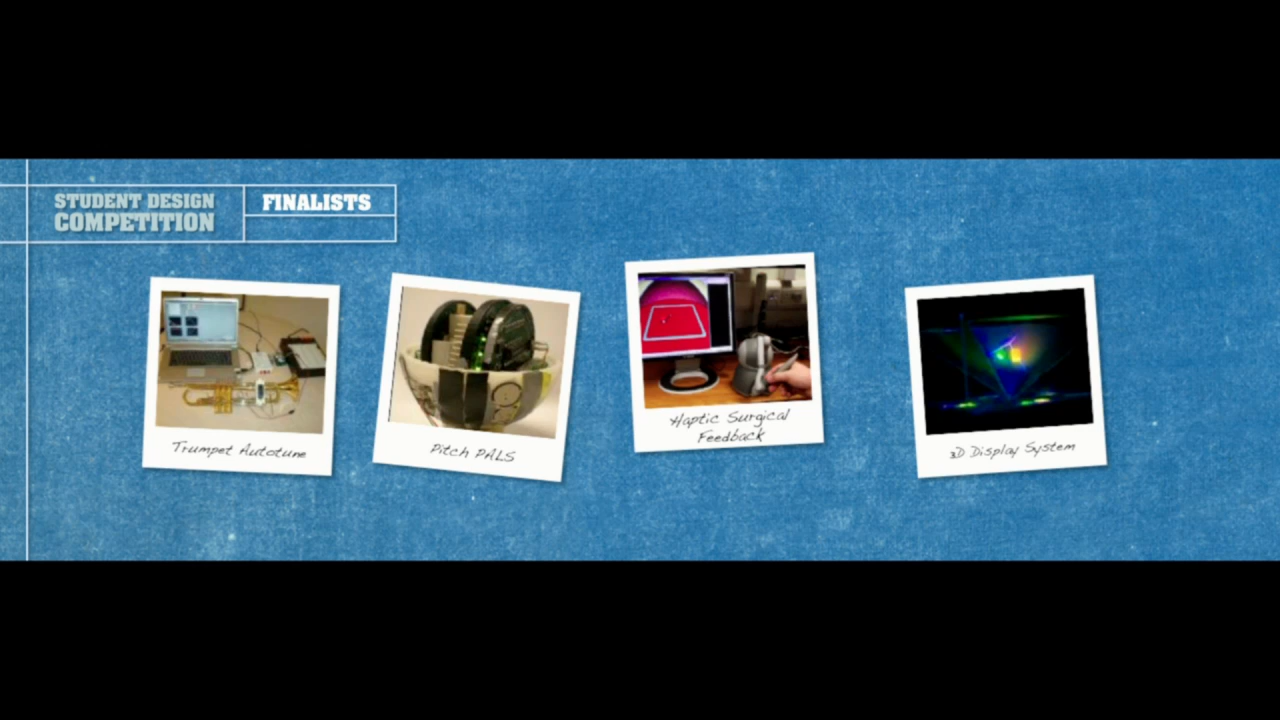 STUDENT DESIGN
COMPETITION
FINALISTS
Trumpet Autotune
Pitch PALS
Haptic Surgical
Feedback
3D Display System